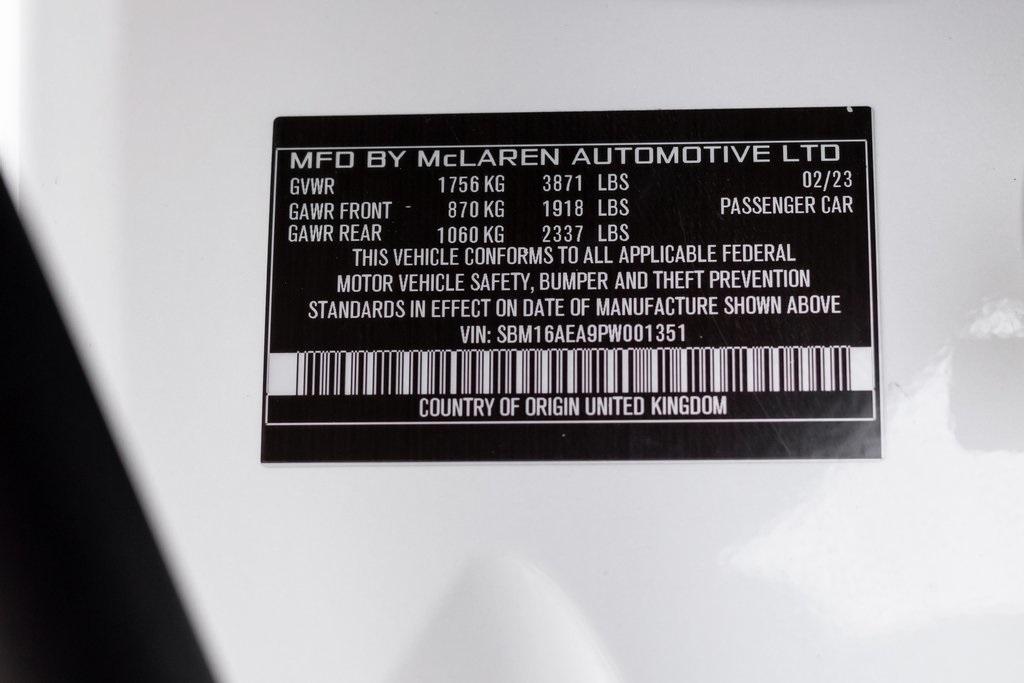 MFD BY McLAREN AUTOMOTIVE LTD
GVWR 1756 KG 3871 LBS 02/23
GAWR FRONT - 870 KG 1918 LBS PASSENGER CAR
GAWR REAR 1060 KG 2337 LBS
THIS VEHICLE CONFORMS TO ALL APPLICABLE FEDERAL
MOTOR VEHICLE SAFETY, BUMPER AND THEFT PREVENTION
STANDARDS IN EFFECT ON DATE OF MANUFACTURE SHOWN ABOVE
VIN: SBM16AEA9PW001351
COUNTRY OF ORIGIN UNITED KINGDOM